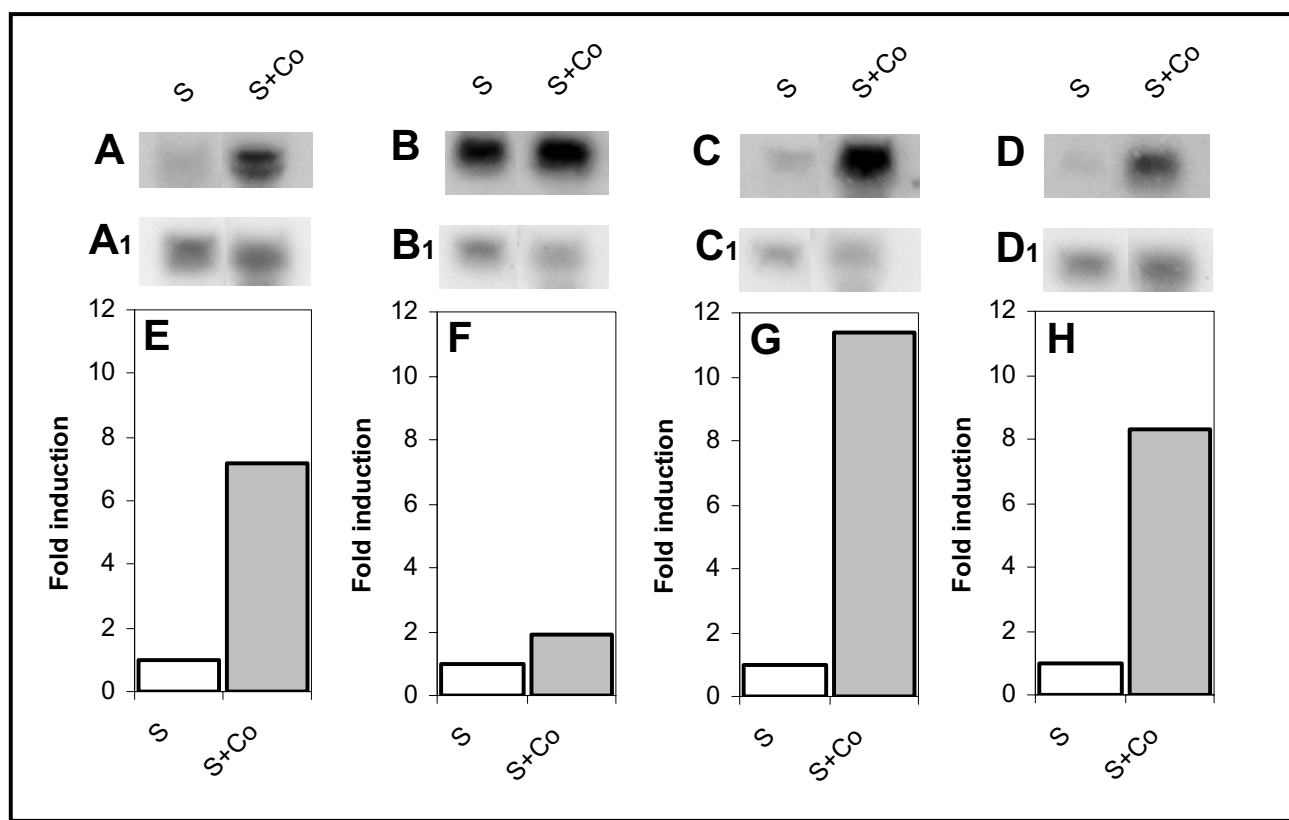 S S+Co S S+Co S S+Co S S+Co
A B C D
A1 B1 C1 D1
E F G H
12 12 12 12
10 10 10 10
8 8 8 8
6 6 6 6
4 4 4 4
2 2 2 2
0 0 0 0
Fold induction Fold induction Fold induction Fold induction
S S+Co S S+Co S S+Co S S+Co